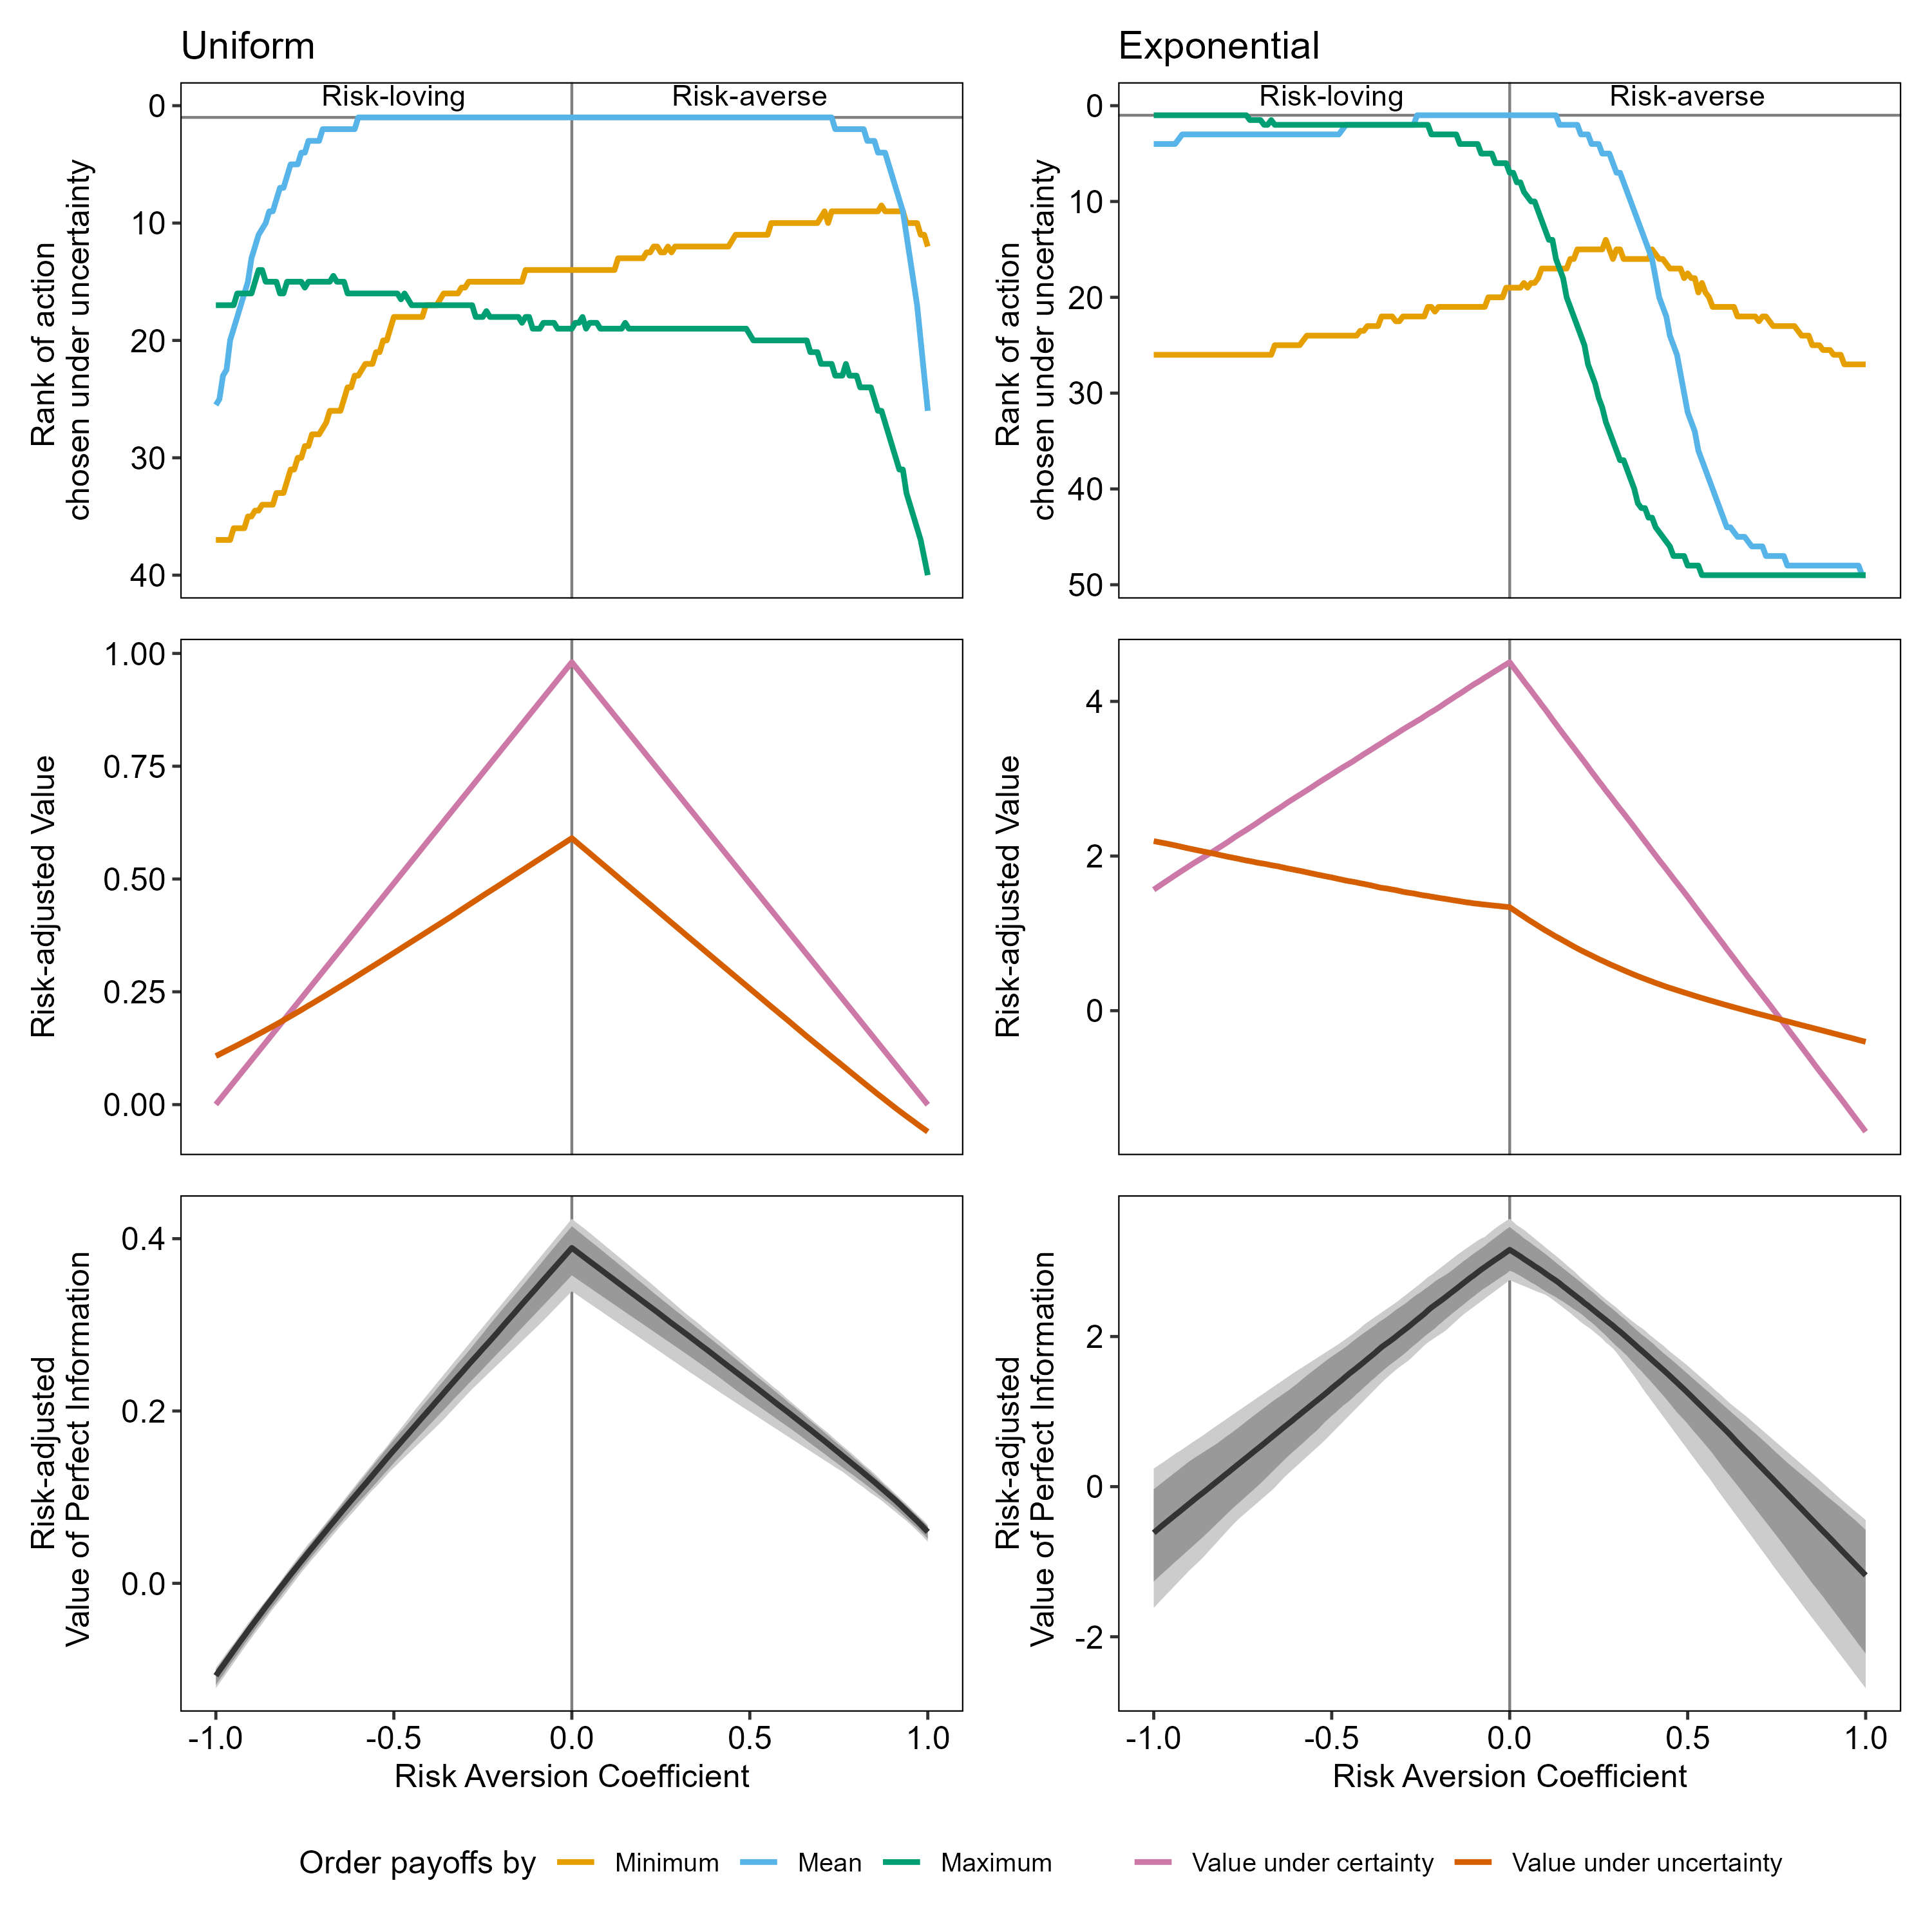 Uniform
Exponential
Risk-loving
Risk-averse
Risk-loving
Risk-averse
Rank of action
chosen under uncertainty
0
10
20
30
40
Rank of action
chosen under uncertainty
0
10
20
30
40
50
Risk-adjusted Value
1.00
0.75
0.50
0.25
0.00
Risk-adjusted Value
4
2
0
Risk-adjusted
Value of Perfect Information
0.4
0.2
0.0
Risk-adjusted
Value of Perfect Information
2
0
-2
-1.0 -0.5 0.0 0.5 1.0
-1.0 -0.5 0.0 0.5 1.0
Risk Aversion Coefficient
Risk Aversion Coefficient
Order payoffs by Minimum Mean Maximum
Value under certainty Value under uncertainty